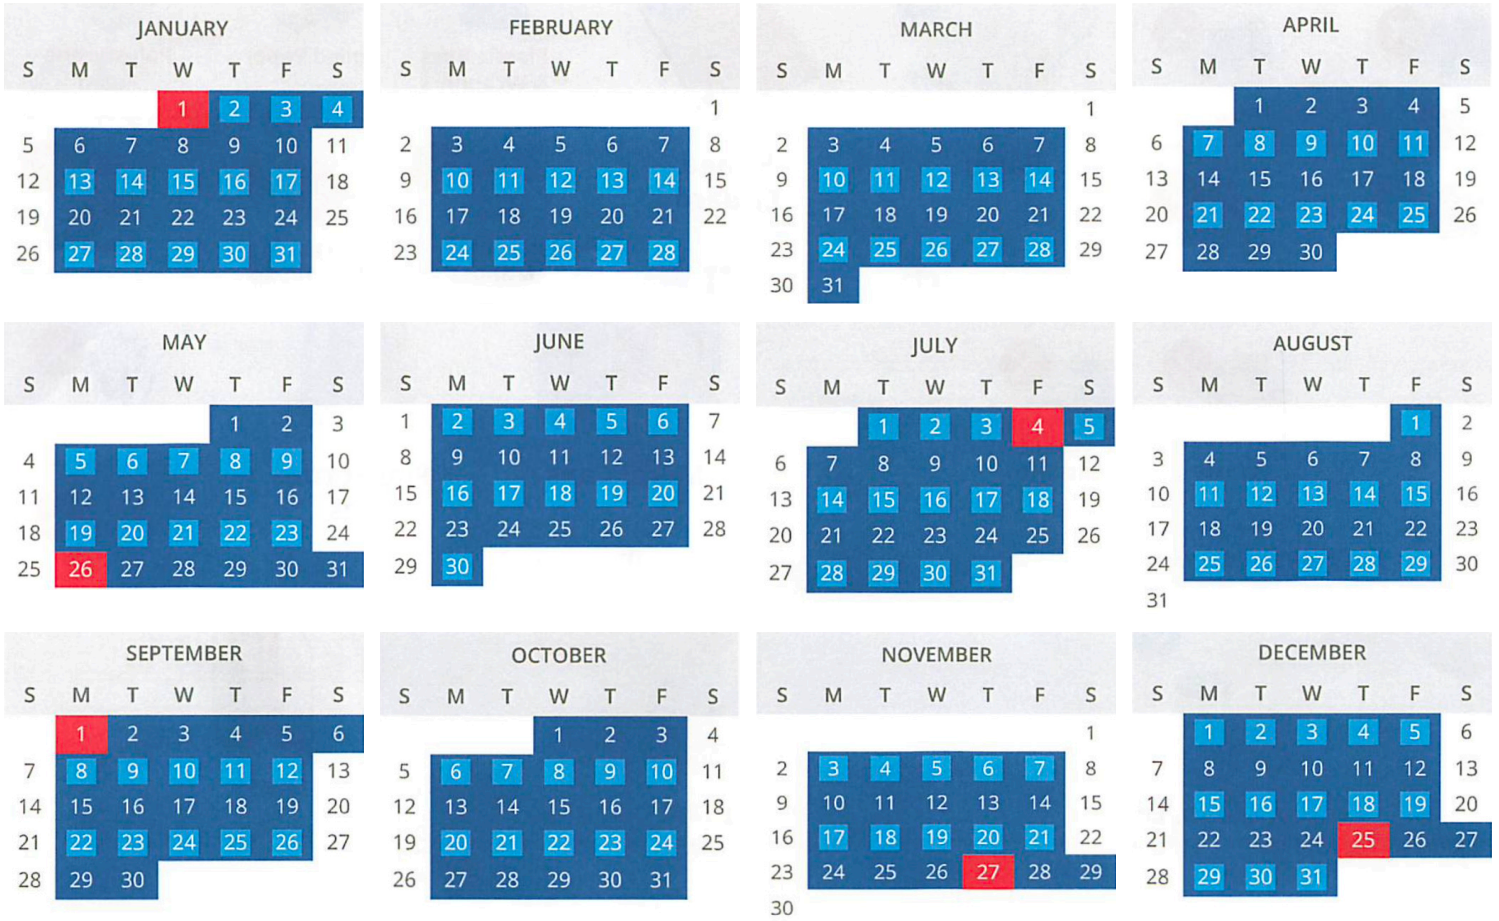 JANUARY
S M T W T F S
1 2 3 4
5 6 7 8 9 10 11
12 13 14 15 16 17 18
19 20 21 22 23 24 25
26 27 28 29 30 31
FEBRUARY
S M T W T F S
1
2 3 4 5 6 7 8
9 10 11 12 13 14 15
16 17 18 19 20 21 22
23 24 25 26 27 28
MARCH
S M T W T F S
1
2 3 4 5 6 7 8
9 10 11 12 13 14 15
16 17 18 19 20 21 22
23 24 25 26 27 28 29
30 31
APRIL
S M T W T F S
1 2 3 4 5
6 7 8 9 10 11 12
13 14 15 16 17 18 19
20 21 22 23 24 25 26
27 28 29 30
MAY
S M T W T F S
1 2 3
4 5 6 7 8 9 10
11 12 13 14 15 16 17
18 19 20 21 22 23 24
25 26 27 28 29 30 31
JUNE
S M T W T F S
1 2 3 4 5 6 7
8 9 10 11 12 13 14
15 16 17 18 19 20 21
22 23 24 25 26 27 28
29 30
JULY
S M T W T F S
1 2 3 4 5
6 7 8 9 10 11 12
13 14 15 16 17 18 19
20 21 22 23 24 25 26
27 28 29 30 31
AUGUST
S M T W T F S
1 2
3 4 5 6 7 8 9
10 11 12 13 14 15 16
17 18 19 20 21 22 23
24 25 26 27 28 29 30
31
SEPTEMBER
S M T W T F S
1 2 3 4 5 6
7 8 9 10 11 12 13
14 15 16 17 18 19 20
21 22 23 24 25 26 27
28 29 30
OCTOBER
S M T W T F S
1 2 3 4
5 6 7 8 9 10 11
12 13 14 15 16 17 18
19 20 21 22 23 24 25
26 27 28 29 30 31
NOVEMBER
S M T W T F S
1
2 3 4 5 6 7 8
9 10 11 12 13 14 15
16 17 18 19 20 21 22
23 24 25 26 27 28 29
30
DECEMBER
S M T W T F S
1 2 3 4 5 6
7 8 9 10 11 12 13
14 15 16 17 18 19 20
21 22 23 24 25 26 27
28 29 30 31